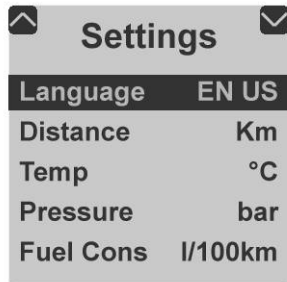 Settings
Language EN US
Distance Km
Temp °C
Pressure bar
Fuel Cons l/100km